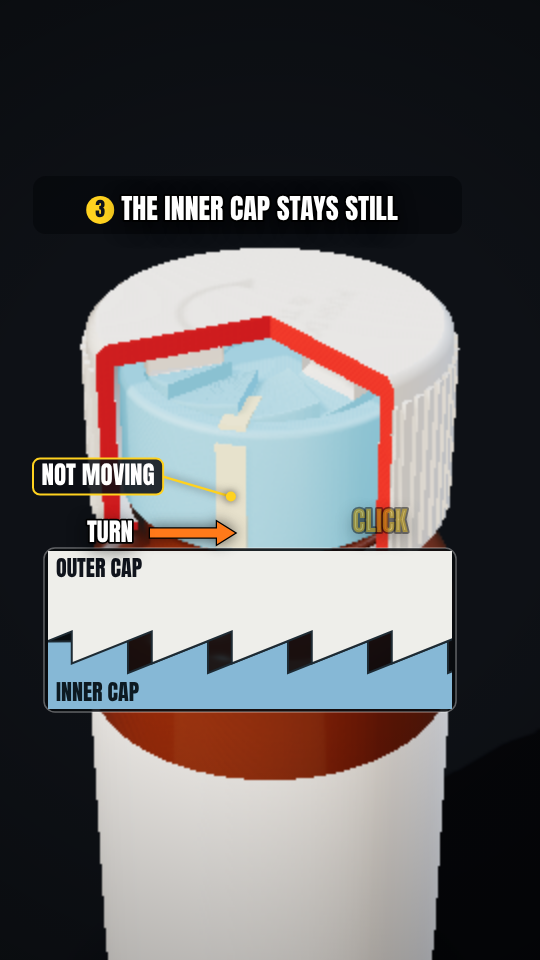 3 THE INNER CAP STAYS STILL
NOT MOVING
TURN
CLICK
OUTER CAP
INNER CAP